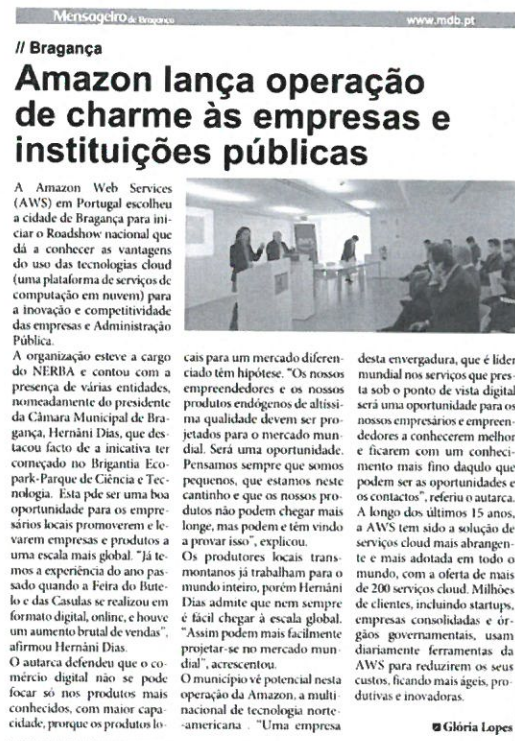 Mensageiro de Bragança
www.mdb.pt
// Bragança
Amazon lança operação
de charme às empresas e
instituições públicas
A Amazon Web Services
(AWS) em Portugal escolheu
a cidade de Bragança para ini-
ciar o Roadshow nacional que
dá a conhecer as vantagens
do uso das tecnologias cloud
(uma plataforma de serviços de
computação em nuvem) para
a inovação e competitividade
das empresas e Administração
Pública.
A organização esteve a cargo
do NERBA e contou com a
presença de várias entidades,
nomeadamente do presidente
da Câmara Municipal de Bra-
gança, Hernâni Dias, que des-
tacou facto de a inicativa ter
começado no Brigantia Eco-
park-Parque de Ciência e Tec-
nologia. Esta pde ser uma boa
oportunidade para os empre-
sários locais promoverem e le-
varem empresas e produtos a
uma escala mais global. "Já te-
mos a experiência do ano pas-
sado quando a Feira do Bute-
lo e das Casulas se realizou em
formato digital, online, e houve
um aumento brutal de vendas",
afirmou Hernâni Dias.
O autarca defendeu que o co-
mércio digital não se pode
focar só nos produtos mais
conhecidos, com maior capa-
cidade, prorque os produtos lo-
cais para um mercado diferen-
ciado têm hipótese. "Os nossos
empreendedores e os nossos
produtos endógenos de altíssi-
ma qualidade devem ser pro-
jetados para o mercado mun-
dial. Será uma oportunidade.
Pensamos sempre que somos
pequenos, que estamos neste
cantinho e que os nossos pro-
dutos não podem chegar mais
longe, mas podem e têm vindo
a provar isso", explicou.
Os produtores locais trans-
montanos já trabalham para o
mundo inteiro, porém Hernâni
Dias admite que nem sempre
é fácil chegar à escala global.
"Assim podem mais facilmente
projetar-se no mercado mun-
dial", acrescentou.
O município vê potencial nesta
operação da Amazon, a multi-
nacional de tecnologia norte-
-americana . "Uma empresa
desta envergadura, que é líder
mundial nos serviços que pres-
ta sob o ponto de vista digital
será uma oportunidade para os
nossos empresários e empreen-
dedores a conhecerem melhor
e ficarem com um conheci-
mento mais fino daquilo que
podem ser as oportunidades e
os contactos", referiu o autarca.
A longo dos últimos 15 anos,
a AWS tem sido a solução de
serviços cloud mais abrangen-
te e mais adotada em todo o
mundo, com a oferta de mais
de 200 serviços cloud. Milhões
de clientes, incluindo startups,
empresas consolidadas e ór-
gãos governamentais, usam
diariamente ferramentas da
AWS para reduzirem os seus
custos, ficando mais ágeis, pro-
dutivas e inovadoras.
Glória Lopes